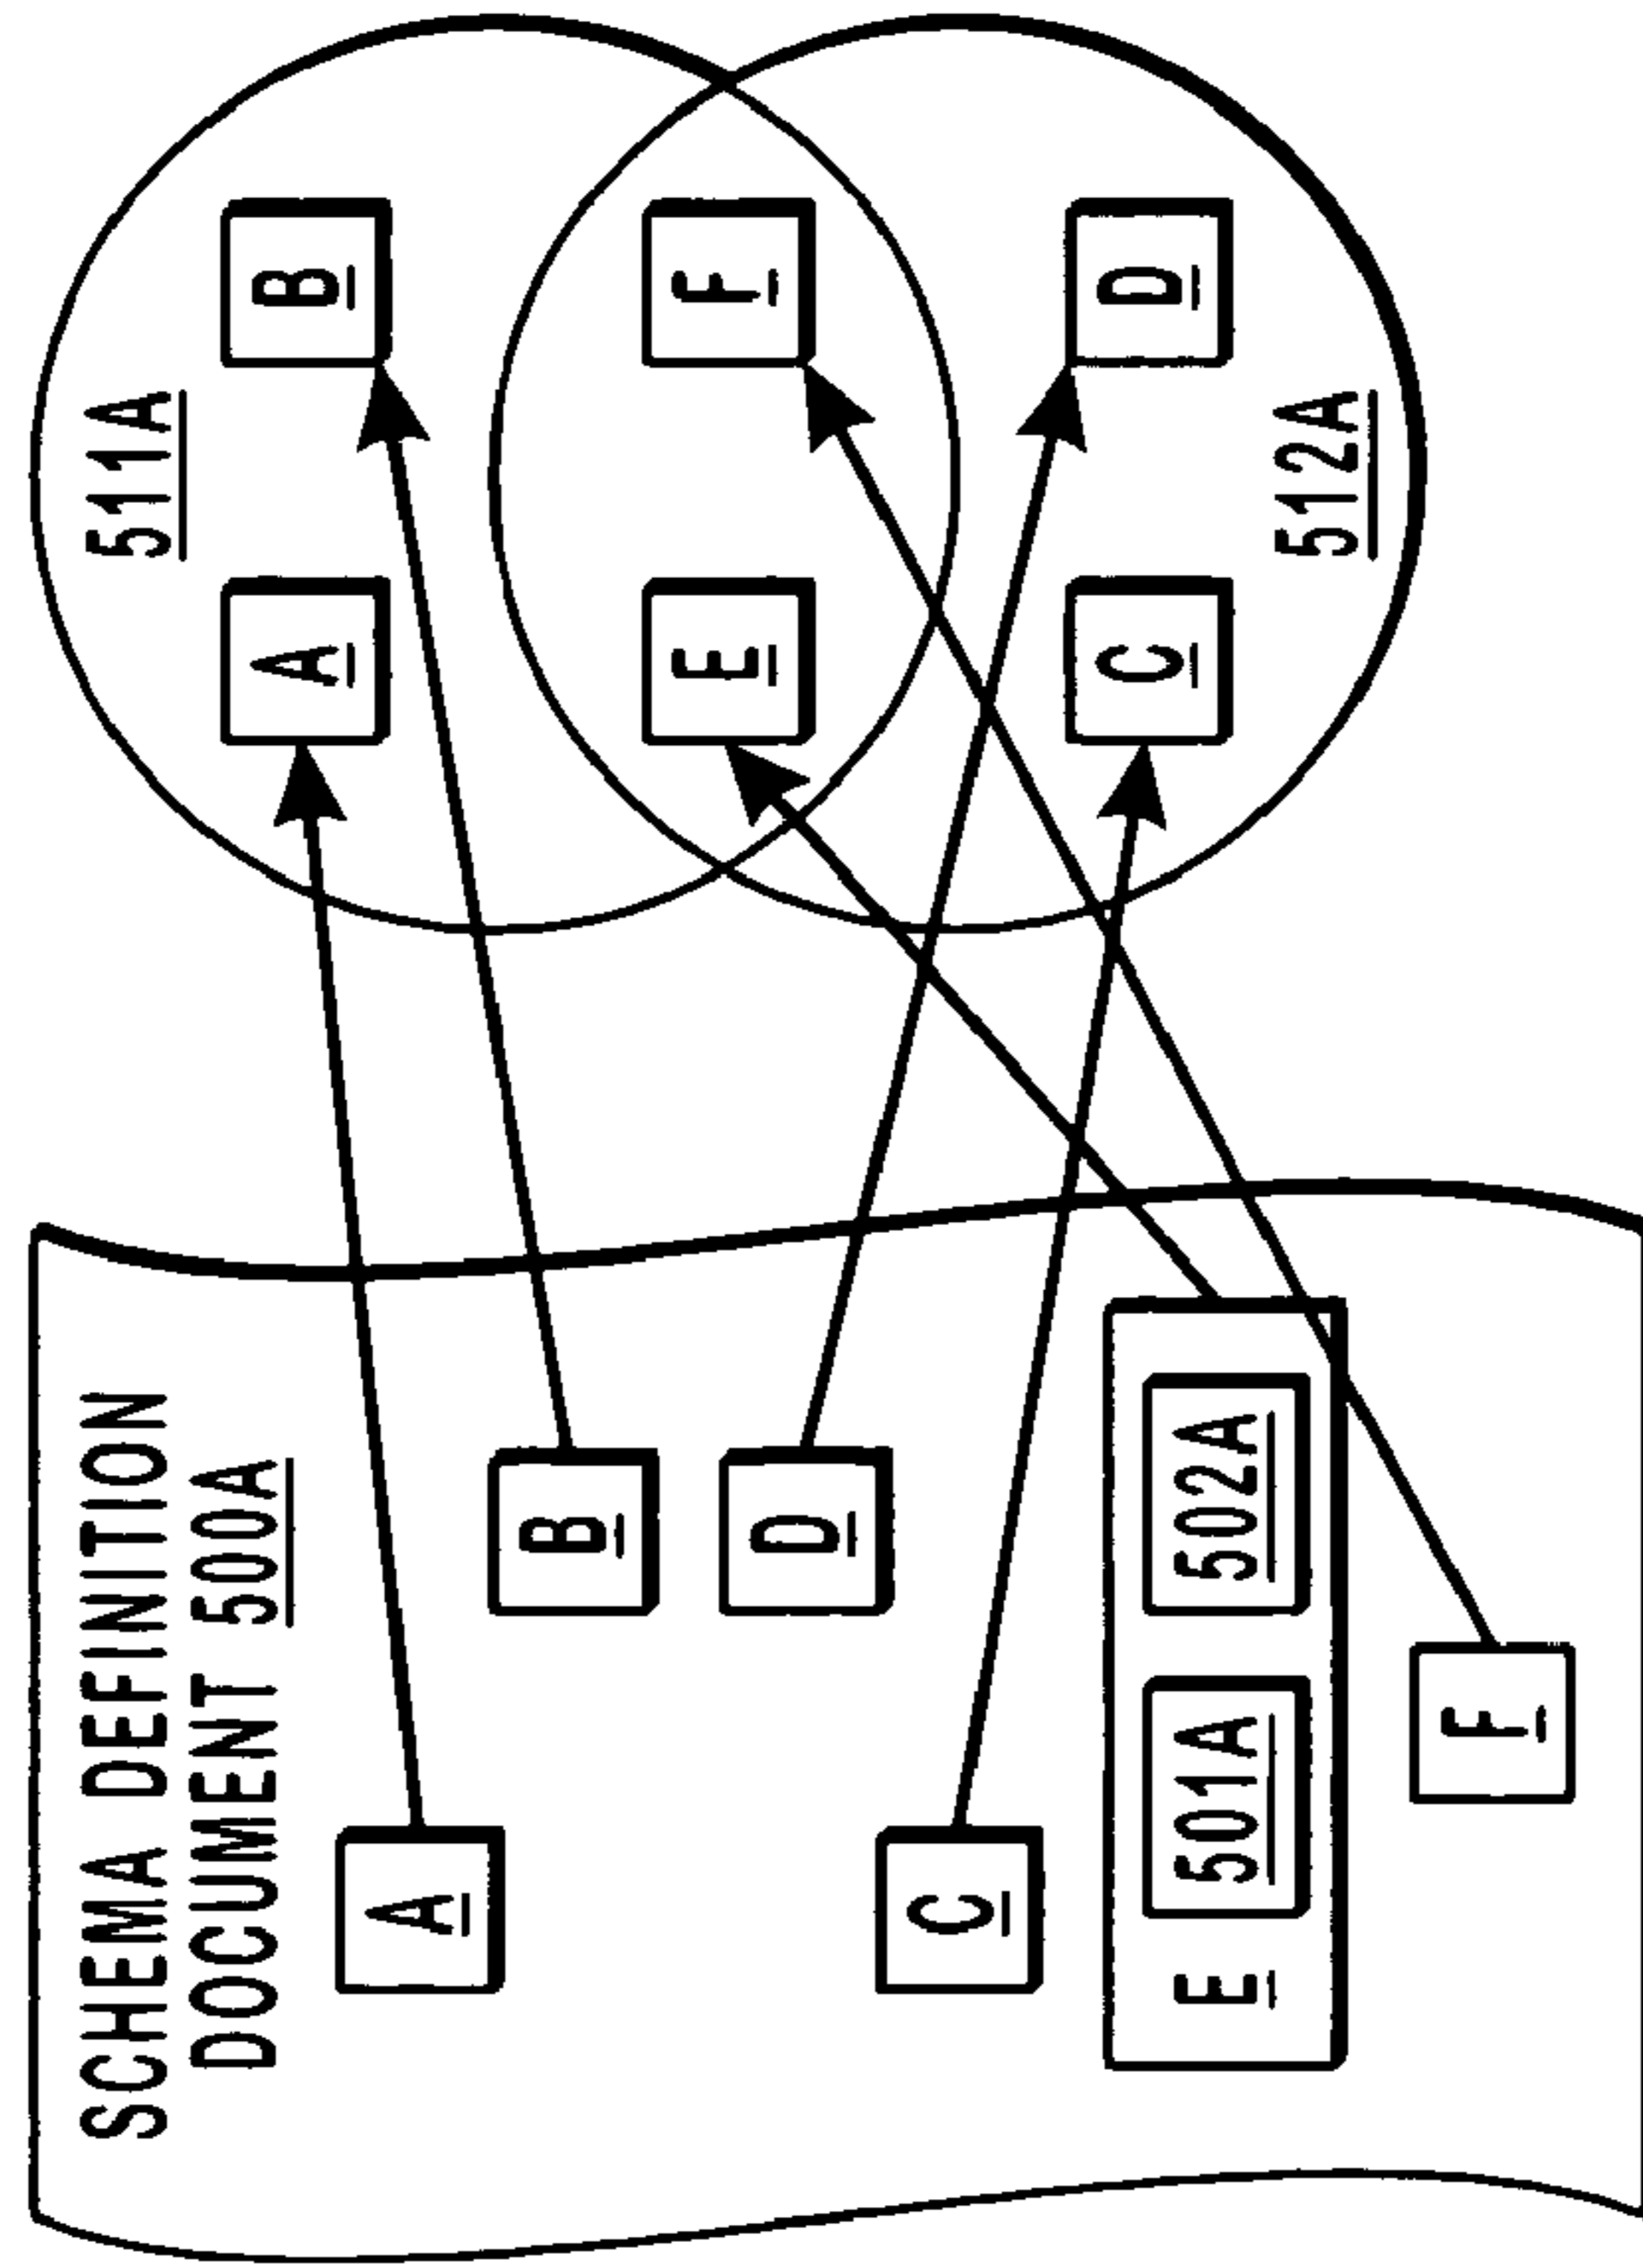 SCHEMA DEFINITION
DOCUMENT 500A
A
B
D
C
E 501A 502A
F
511A
A B
E F
C D
512A